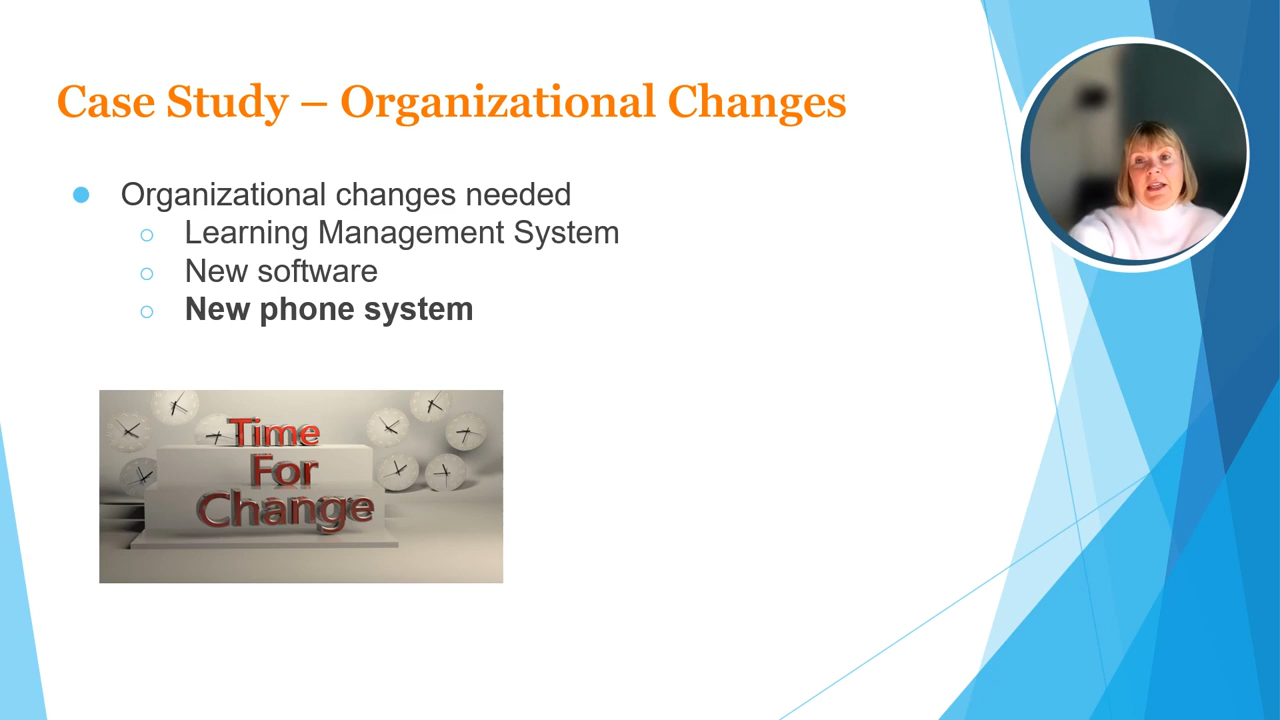 Case Study – Organizational Changes
Organizational changes needed
Learning Management System
New software
New phone system
Time
For
Change